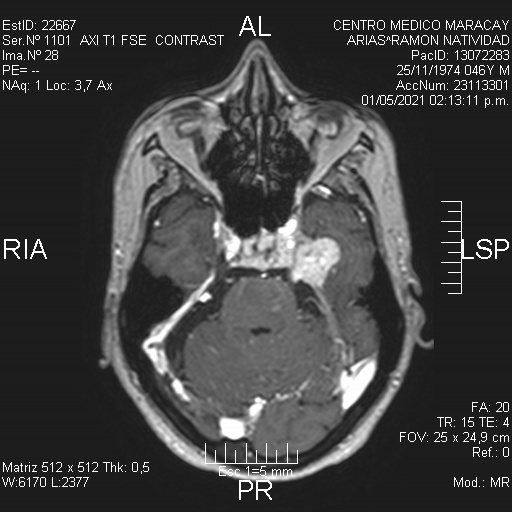 EstID: 22667
Ser.Nº 1101 AXI T1 FSE CONTRAST
Ima.Nº 28
PE= --
NAq: 1 Loc: 3,7 Ax
AL
CENTRO MEDICO MARACAY
ARIAS^RAMON NATIVIDAD
PacID: 13072283
25/11/1974 046Y M
AccNum: 23113301
01/05/2021 02:13:11 p.m.
RIA
LSP
Matriz 512 x 512 Thk: 0,5
W:6170 L:2377
Esc 1=5 mm
PR
FA: 20
TR: 15 TE: 4
FOV: 25 x 24,9 cm
Ref.: 0
Mod.: MR